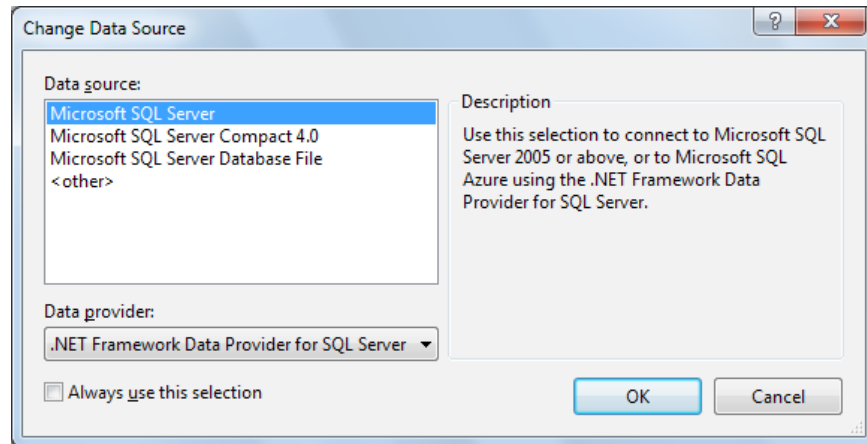 Change Data Source
Data source:
Microsoft SQL Server
Microsoft SQL Server Compact 4.0
Microsoft SQL Server Database File
<other>
Description
Use this selection to connect to Microsoft SQL
Server 2005 or above, or to Microsoft SQL
Azure using the .NET Framework Data
Provider for SQL Server.
Data provider:
.NET Framework Data Provider for SQL Server
Always use this selection
OK
Cancel